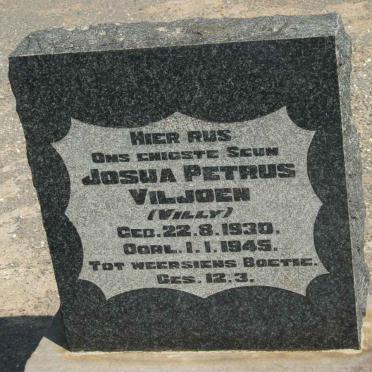 HIER RUS
ONS ENIGSTE SEUN
JOSUA PETRUS
VILJOEN
(VILLY)
GEB. 22.8.1930.
OORL. 1.1.1945.
TOT WEERSIENS BOETIE.
GES. 12.3.